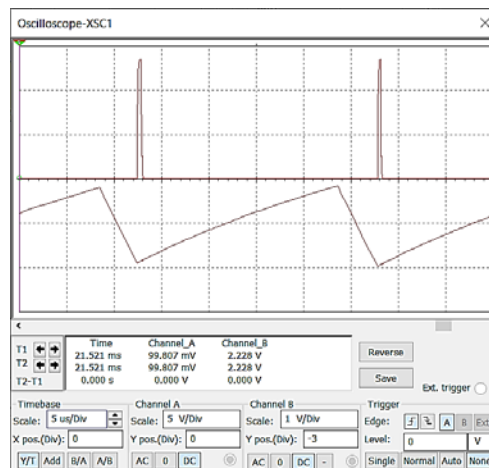 Oscilloscope-XSC1
Time Channel_A Channel_B
T1 21.521 ms 99.807 mV 2.228 V
T2 21.521 ms 99.807 mV 2.228 V
T2-T1 0.000 s 0.000 V 0.000 V
Reverse
Save
Ext. trigger
Timebase Channel A Channel B Trigger
Scale: 5 us/Div Scale: 5 V/Div Scale: 1 V/Div Edge: A B Ext
X pos.(Div): 0 Y pos.(Div): 0 Y pos.(Div): -3 Level: 0 V
Y/T Add B/A A/B AC 0 DC AC 0 DC - Single Normal Auto None